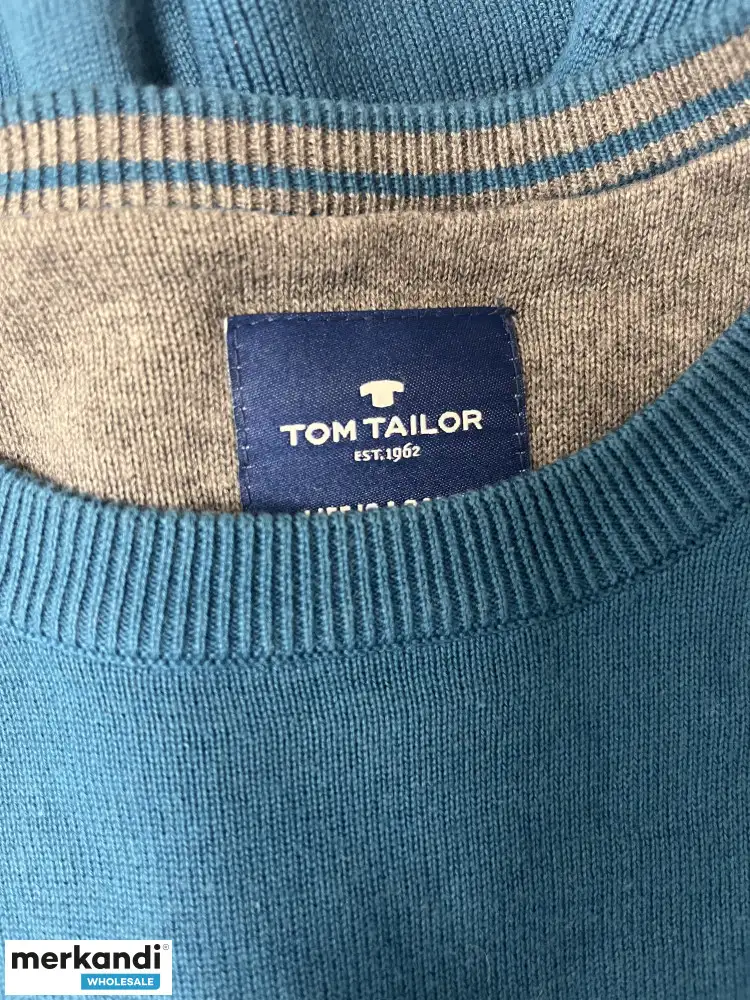 TOM TAILOR
EST. 1962
merkandi®
WHOLESALE